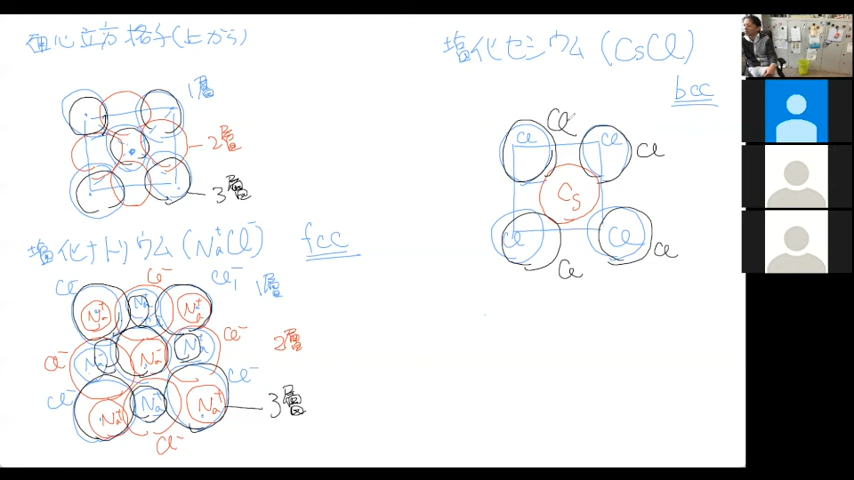 面心立方格子(上から)
1層
2層
3層
塩化ナトリウム(Na⁺Cl⁻) fcc
Cl⁻ Cl⁻ Cl⁻ 1層
Na⁺ Na⁺ Na⁺
Cl⁻
Cl⁻ Na⁺ Na⁺ Na⁺ 2層
Cl⁻ Cl⁻
Na⁺ Na⁺ Na⁺ 3層
Cl⁻
塩化セシウム(CsCl)
bcc
Cl
Cl Cl Cl
Cs
Cl Cl Cl
Cl